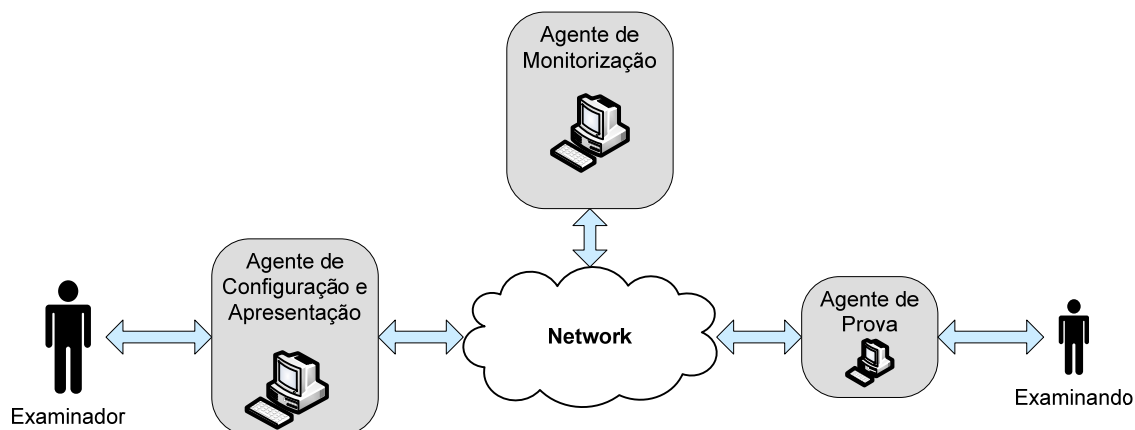 Agente de
Monitorização
Agente de
Configuração e
Apresentação
Network
Agente de
Prova
Examinador
Examinando